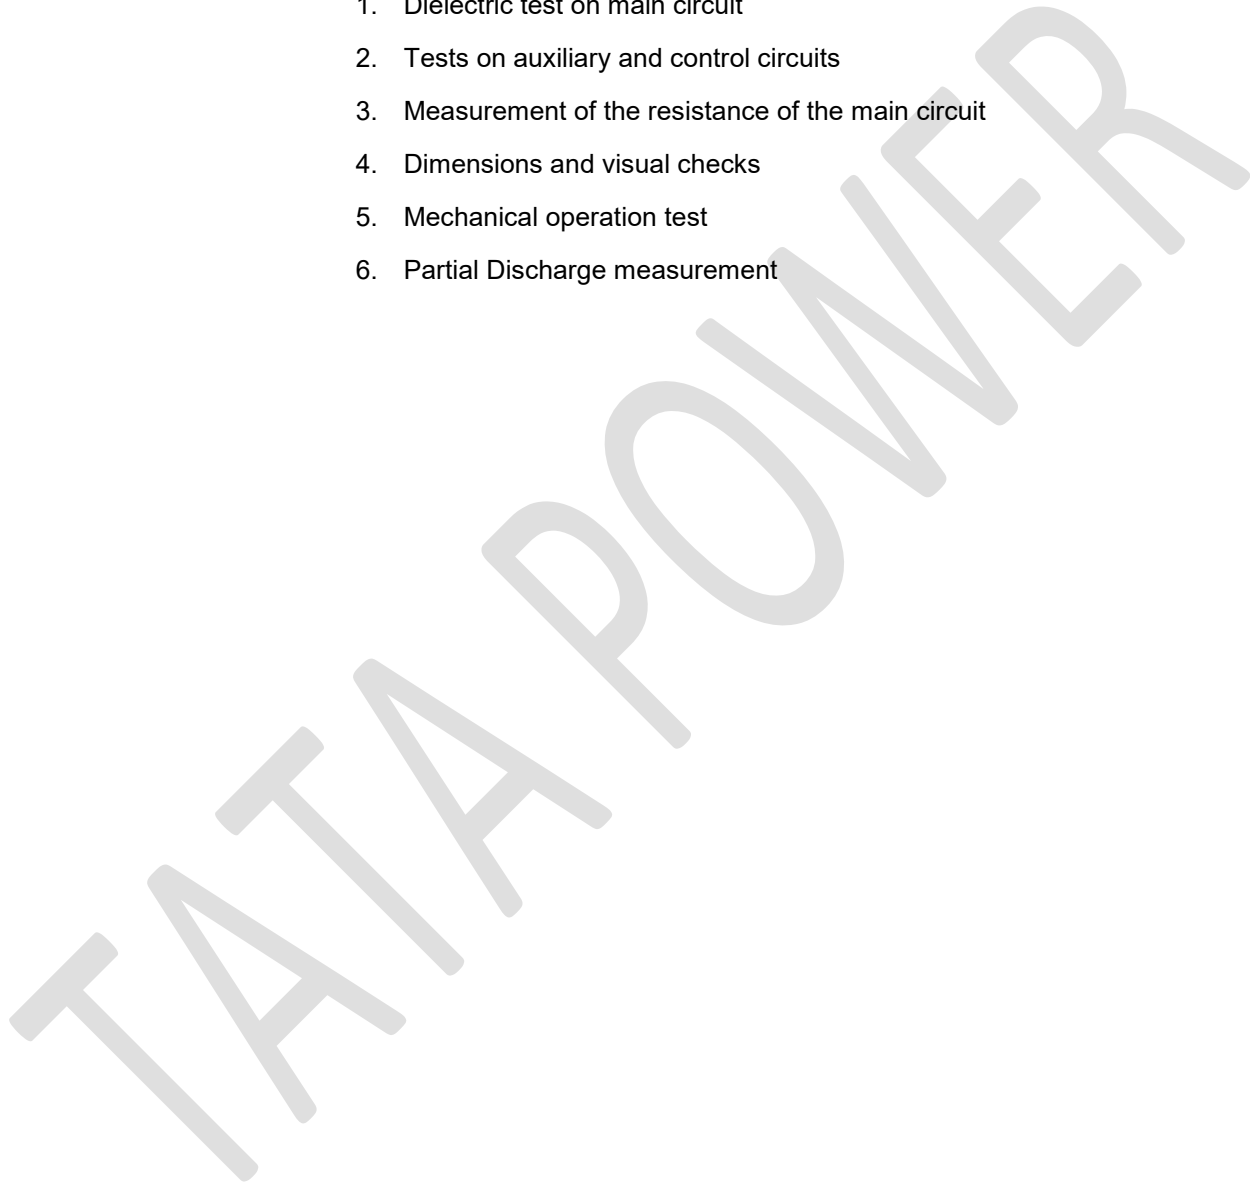 1. Dielectric test on main circuit
2. Tests on auxiliary and control circuits
3. Measurement of the resistance of the main circuit
4. Dimensions and visual checks
5. Mechanical operation test
6. Partial Discharge measurement
TATA POWER